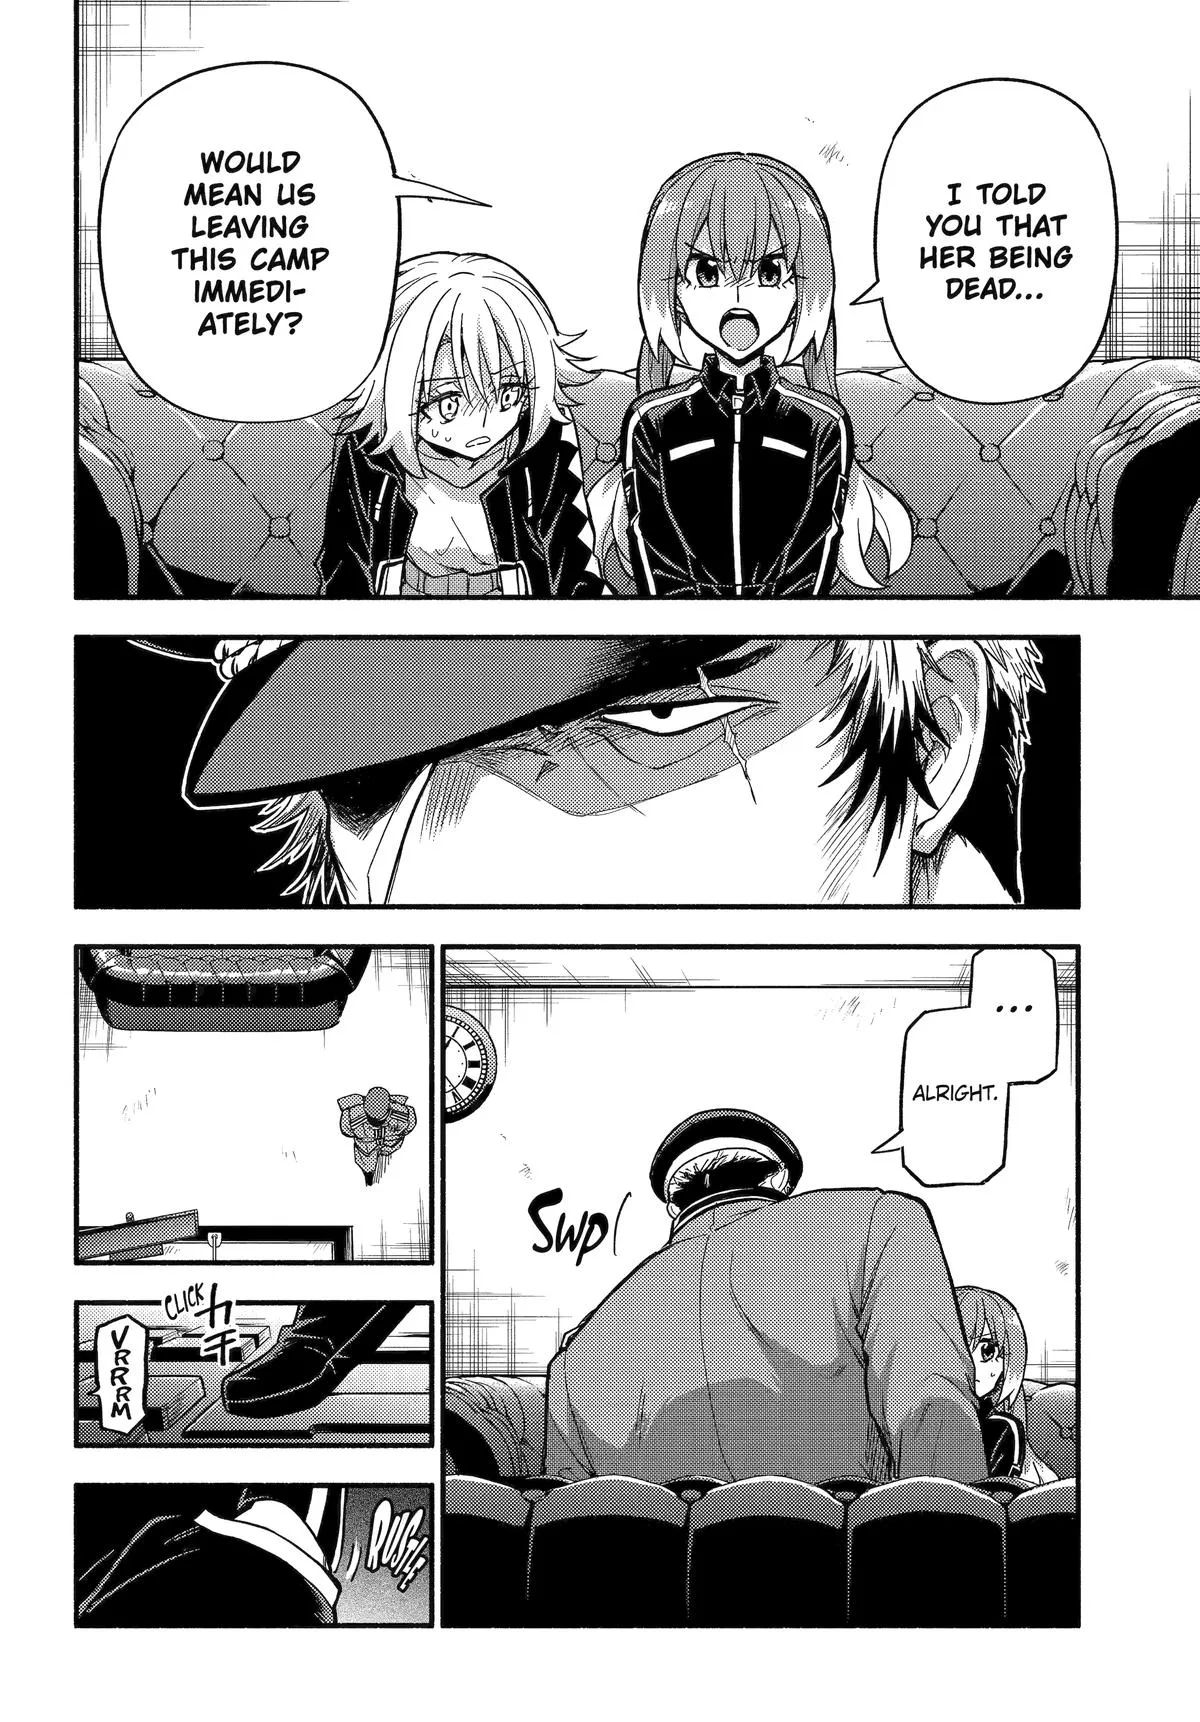 I TOLD
YOU THAT
HER BEING
DEAD...
WOULD
MEAN US
LEAVING
THIS CAMP
IMMEDI-
ATELY?
...
ALRIGHT.
SWP
CLICK
カチ
VRRRM
RUSTLE